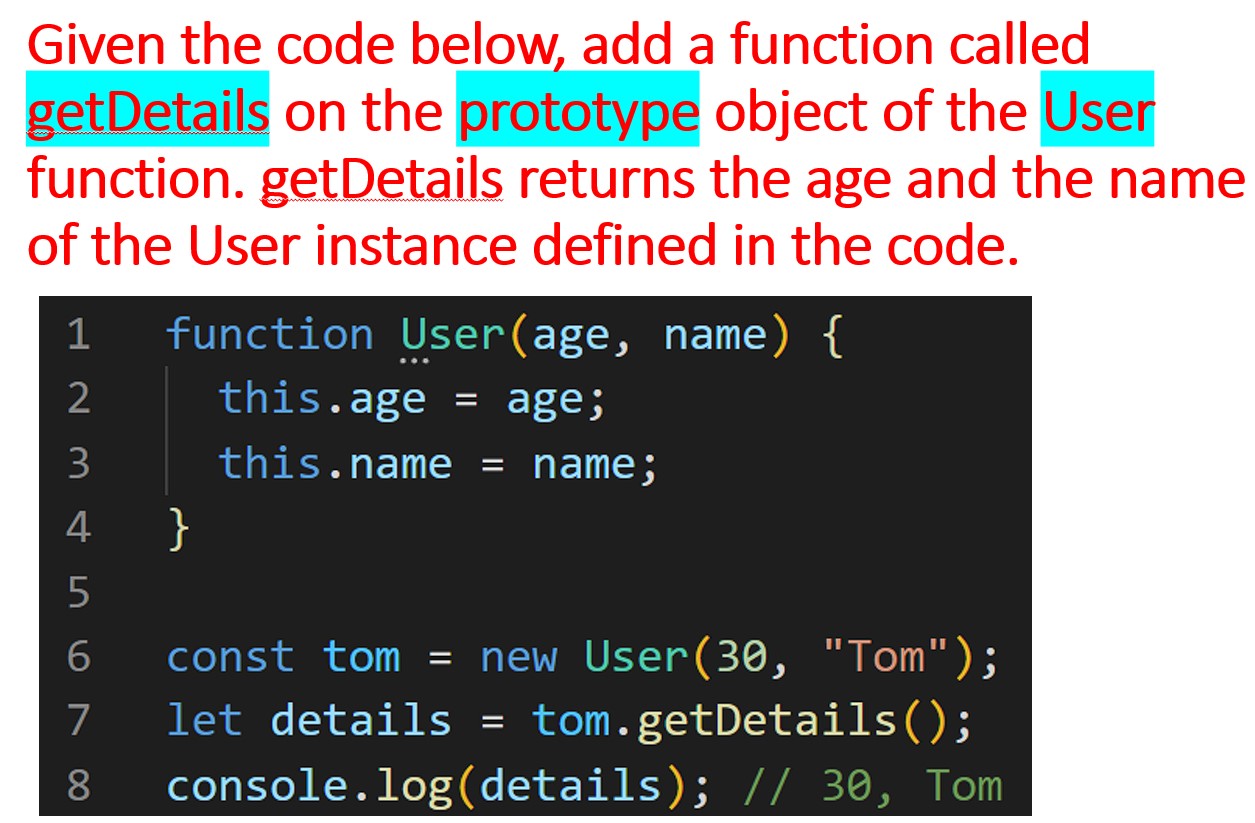 Given the code below, add a function called
getDetails on the prototype object of the User
function. getDetails returns the age and the name
of the User instance defined in the code.
1 function User(age, name) {
2 this.age = age;
3 this.name = name;
4 }
5
6 const tom = new User(30, "Tom");
7 let details = tom.getDetails();
8 console.log(details); // 30, Tom